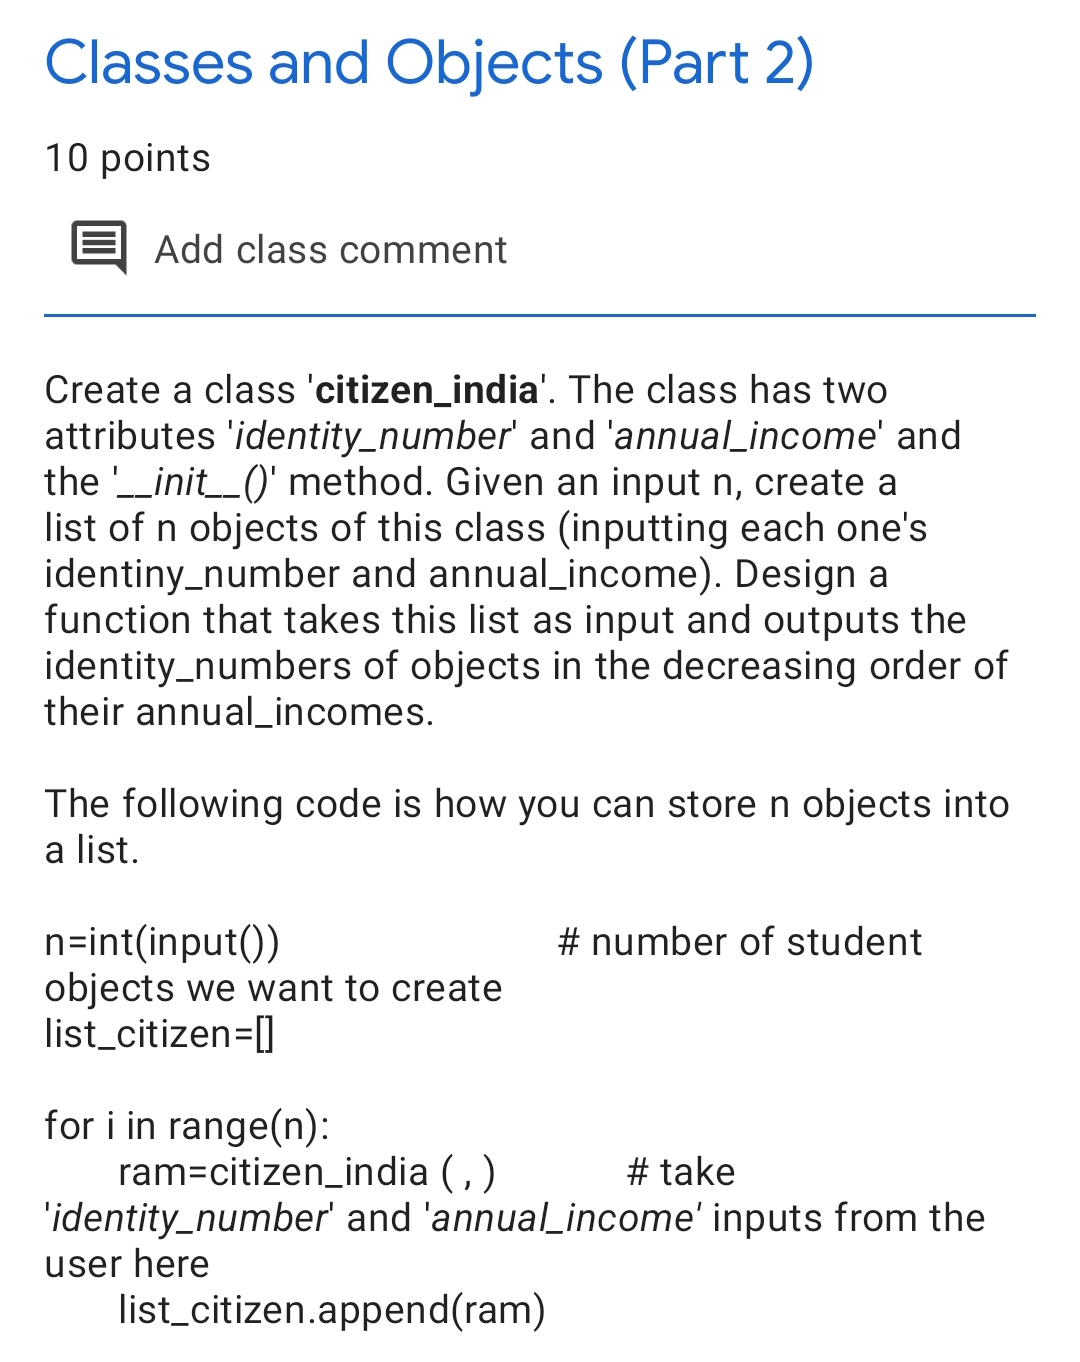 Classes and Objects (Part 2)
10 points
Add class comment
Create a class 'citizen_india'. The class has two
attributes 'identity_number' and 'annual_income' and
the '__init__()' method. Given an input n, create a
list of n objects of this class (inputting each one's
identiny_number and annual_income). Design a
function that takes this list as input and outputs the
identity_numbers of objects in the decreasing order of
their annual_incomes.
The following code is how you can store n objects into
a list.
n=int(input()) # number of student
objects we want to create
list_citizen=[]
for i in range(n):
ram=citizen_india ( , ) # take
'identity_number' and 'annual_income' inputs from the
user here
list_citizen.append(ram)